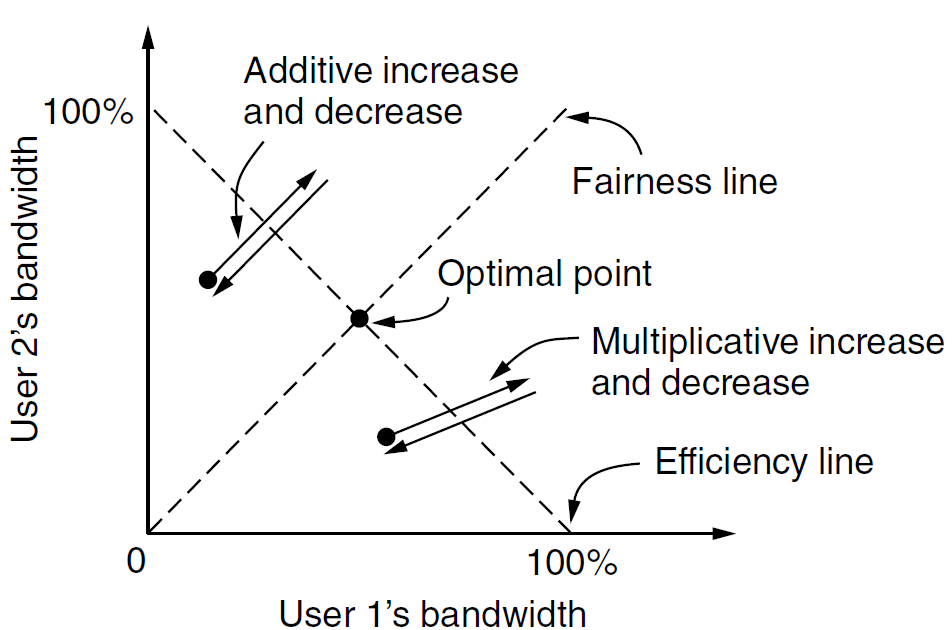 Additive increase
and decrease
100%
User 2’s bandwidth
Fairness line
Optimal point
Multiplicative increase
and decrease
Efficiency line
0
100%
User 1’s bandwidth